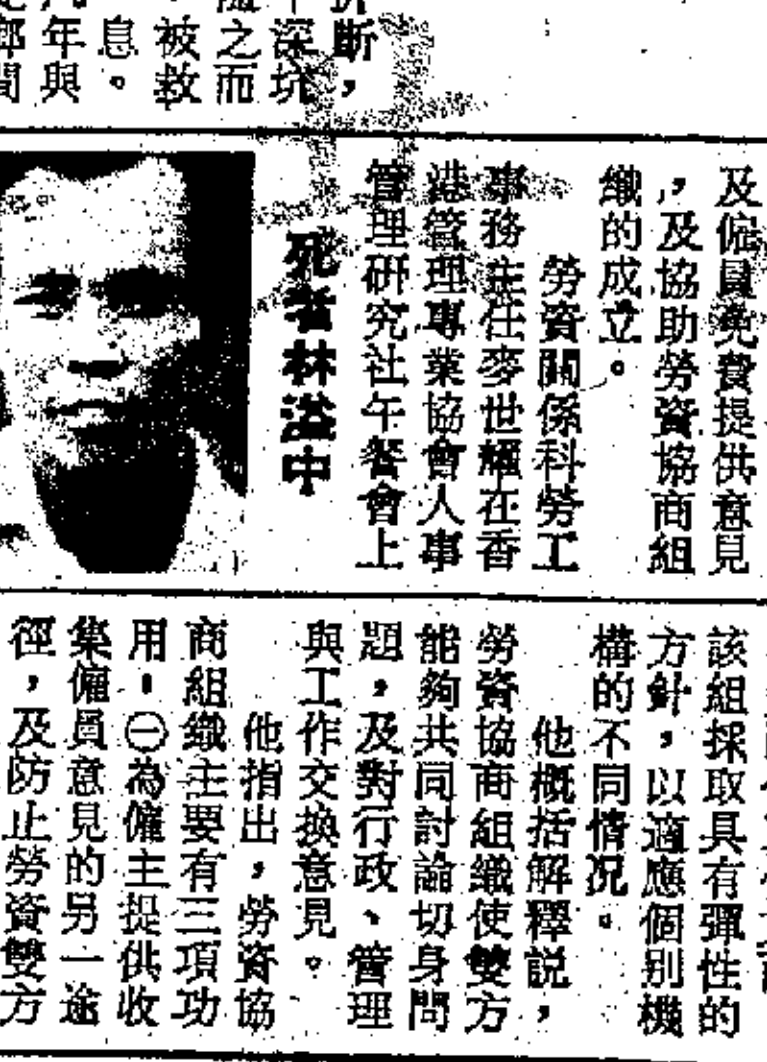 折斷，
深坑
隨之而
被救
息。
年與
郎間
及僱員免費提供意見
，及協助勞資協商組
織的成立。
勞資關係科勞工
事務主任麥世耀在香
港管理專業協會人事
管理研究社午餐會上
死者林溢中
該組採取具有彈性的
方針，以適應個別機
構的不同情況。
他概括解釋説，
勞資協商組織使雙方
能夠共同討論切身問
題，及對行政、管理
與工作交換意見。
他指出，勞資協
商組織主要有三項功
用：㊀為僱主提供收
集僱員意見的另一途
徑，及防止勞資雙方